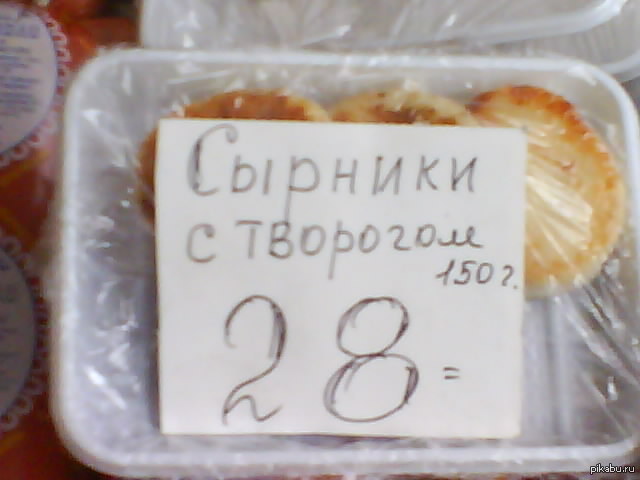 Сырники
с творогом
150 г.
28=
pikabu.ru